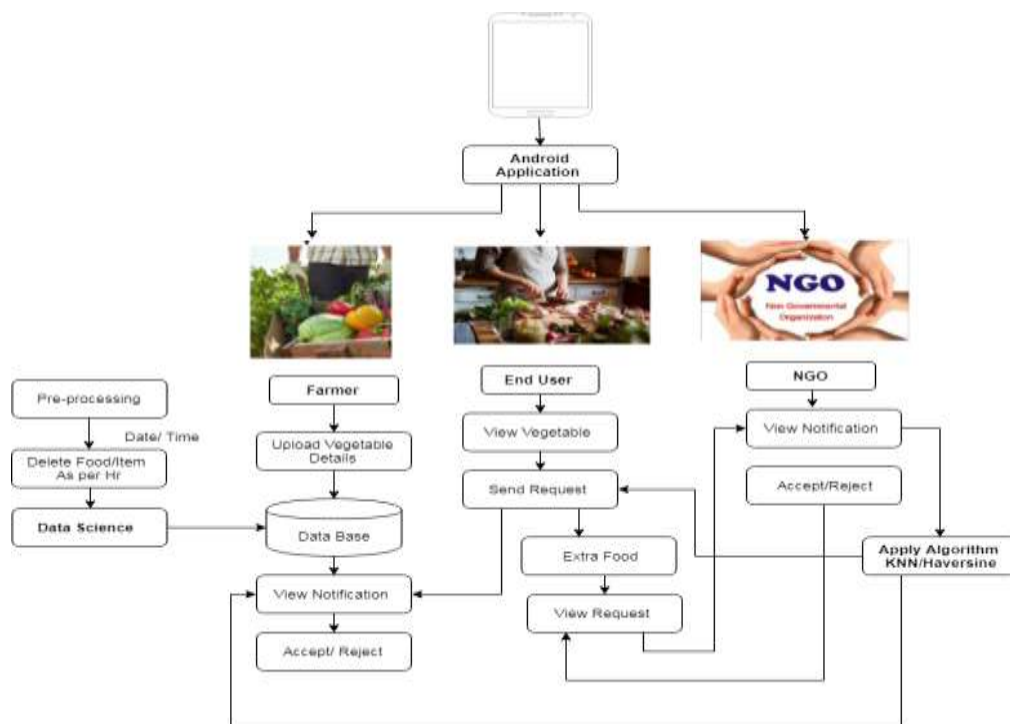 Android
Application
NGO
Non Governmental
Organization
Pre-processing
Date/ Time
Delete Food/Item
As per Hr
Data Science
Farmer
Upload Vegetable
Details
Data Base
View Notification
Accept/ Reject
End User
View Vegetable
Send Request
Extra Food
View Request
NGO
View Notification
Accept/Reject
Apply Algorithm
KNN/Haversine